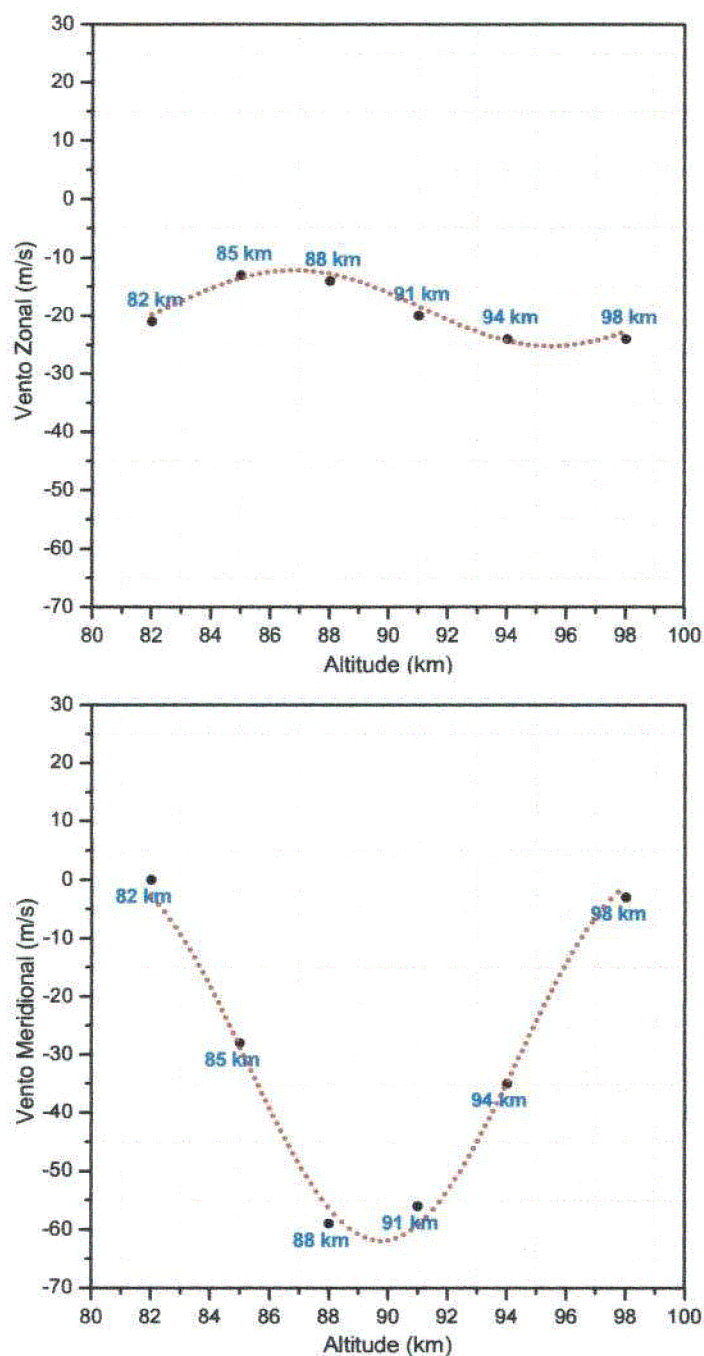 30
20
10
0
-10
-20
-30
-40
-50
-60
-70
Vento Zonal (m/s)
82 km
85 km
88 km
91 km
94 km
98 km
80 82 84 86 88 90 92 94 96 98 100
Altitude (km)
30
20
10
0
-10
-20
-30
-40
-50
-60
-70
Vento Meridional (m/s)
82 km
85 km
88 km
91 km
94 km
98 km
80 82 84 86 88 90 92 94 96 98 100
Altitude (km)